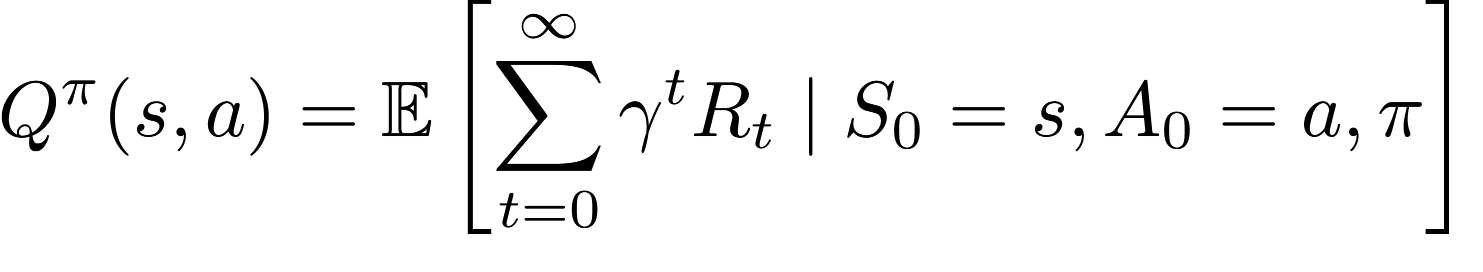 Q^π(s, a) = 𝔼 [∑_{t=0}^{∞} γ^t R_t | S_0 = s, A_0 = a, π]